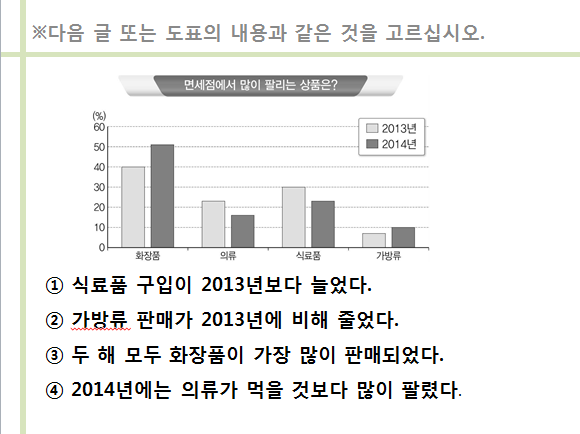 ※다음 글 또는 도표의 내용과 같은 것을 고르십시오.
면세점에서 많이 팔리는 상품은?
(%)
60
50
40
30
20
10
0
2013년
2014년
화장품 의류 식료품 가방류
① 식료품 구입이 2013년보다 늘었다.
② 가방류 판매가 2013년에 비해 줄었다.
③ 두 해 모두 화장품이 가장 많이 판매되었다.
④ 2014년에는 의류가 먹을 것보다 많이 팔렸다.